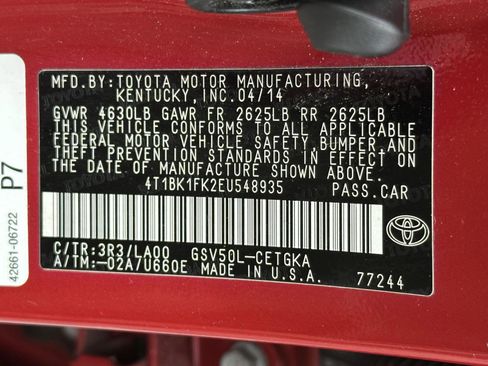 MFD.BY:TOYOTA MOTOR MANUFACTURING,
KENTUCKY, INC.04/14
GVWR 4630LB GAWR FR 2625LB RR 2625LB
THIS VEHICLE CONFORMS TO ALL APPLICABLE
FEDERAL MOTOR VEHICLE SAFETY, BUMPER, AND
THEFT PREVENTION STANDARDS IN EFFECT ON
THE DATE OF MANUFACTURE SHOWN ABOVE.
4T1BK1FK2EU548935 PASS.CAR
C/TR:3R3/LA00 GSV50L-CETGKA
A/TM:-02A/U660E MADE IN U.S.A. 77244
P7
42661-06722